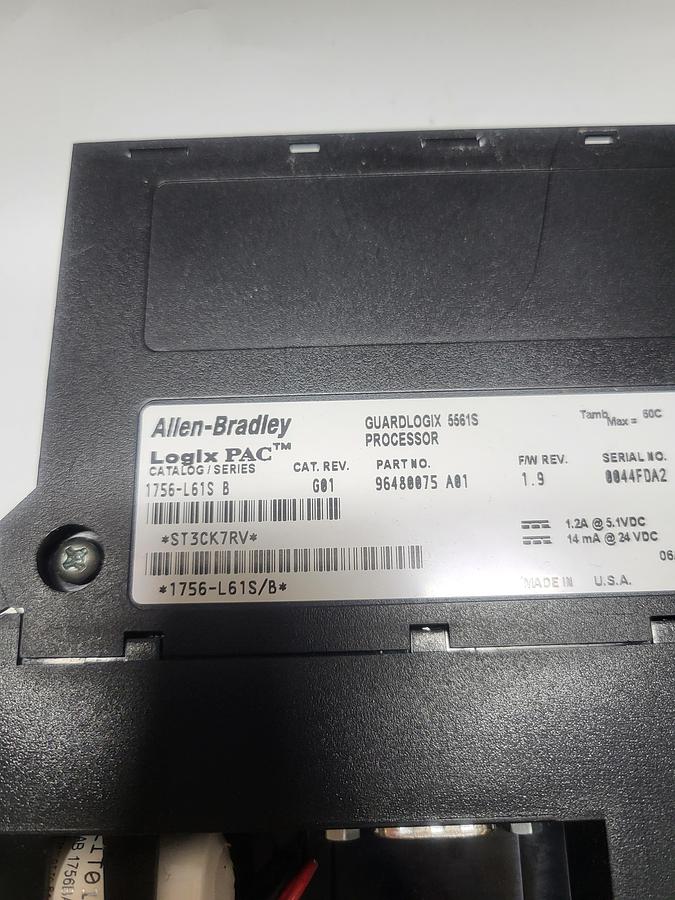 Allen-Bradley
Logix PAC™
CATALOG / SERIES
1756-L61S B
CAT. REV.
G01
GUARDLOGIX 5561S
PROCESSOR
PART NO.
96480075 A01
F/W REV.
1.9
Tamb Max = 60C
SERIAL NO.
0044FDA2
1.2A @ 5.1VDC
14 mA @ 24 VDC
*ST3CK7RV*
*1756-L61S/B*
MADE IN U.S.A.
06